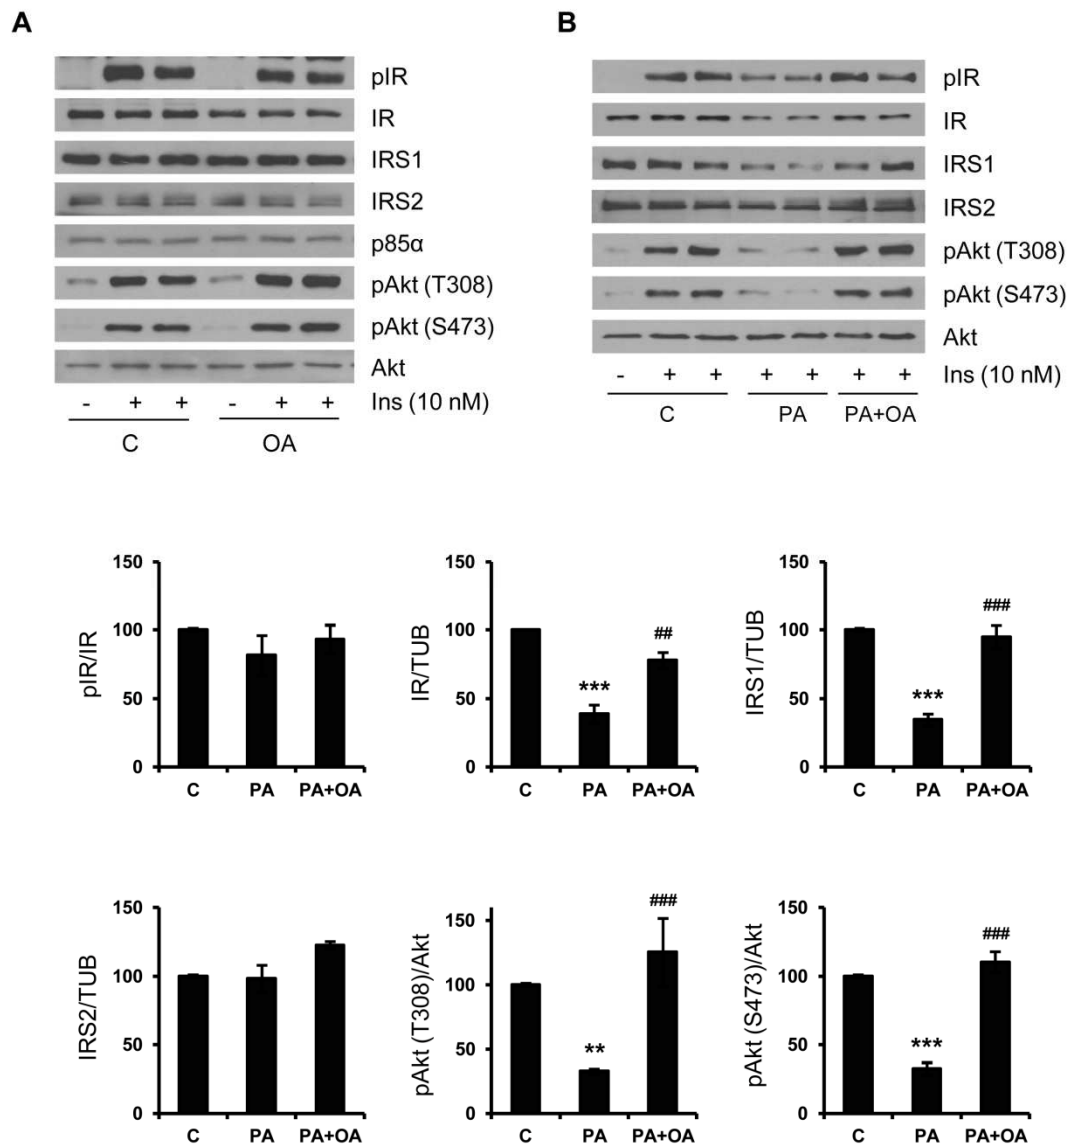 A
pIR
IR
IRS1
IRS2
p85α
pAkt (T308)
pAkt (S473)
Akt
- + + - + + Ins (10 nM)
C OA
B
pIR
IR
IRS1
IRS2
pAkt (T308)
pAkt (S473)
Akt
- + + + + + + Ins (10 nM)
C PA PA+OA
pIR/IR
150
100
50
0
C PA PA+OA
IR/TUB
150
100
50
0
***
##
C PA PA+OA
IRS1/TUB
150
100
50
0
***
###
C PA PA+OA
IRS2/TUB
150
100
50
0
C PA PA+OA
pAkt (T308)/Akt
150
100
50
0
**
###
C PA PA+OA
pAkt (S473)/Akt
150
100
50
0
***
###
C PA PA+OA